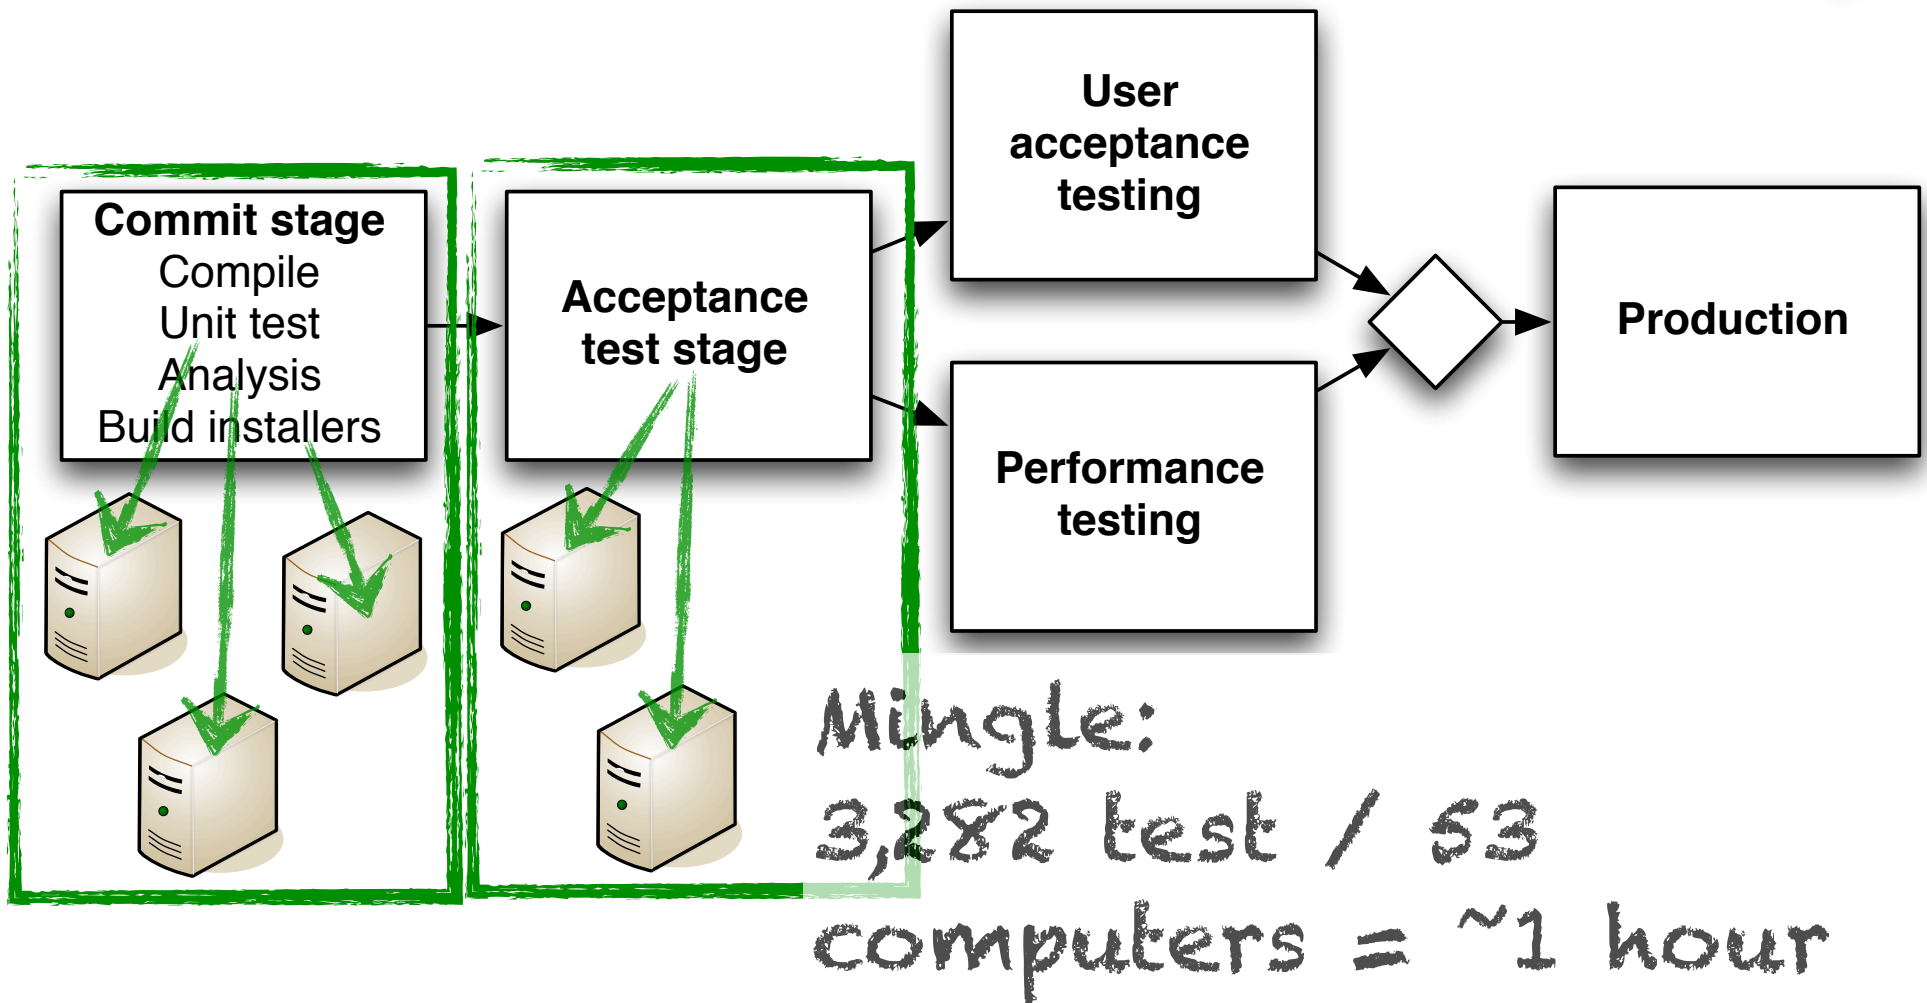 Commit stage
Compile
Unit test
Analysis
Build installers
Acceptance
test stage
User
acceptance
testing
Performance
testing
Production
Mingle:
3,282 test / 53
computers = ~1 hour